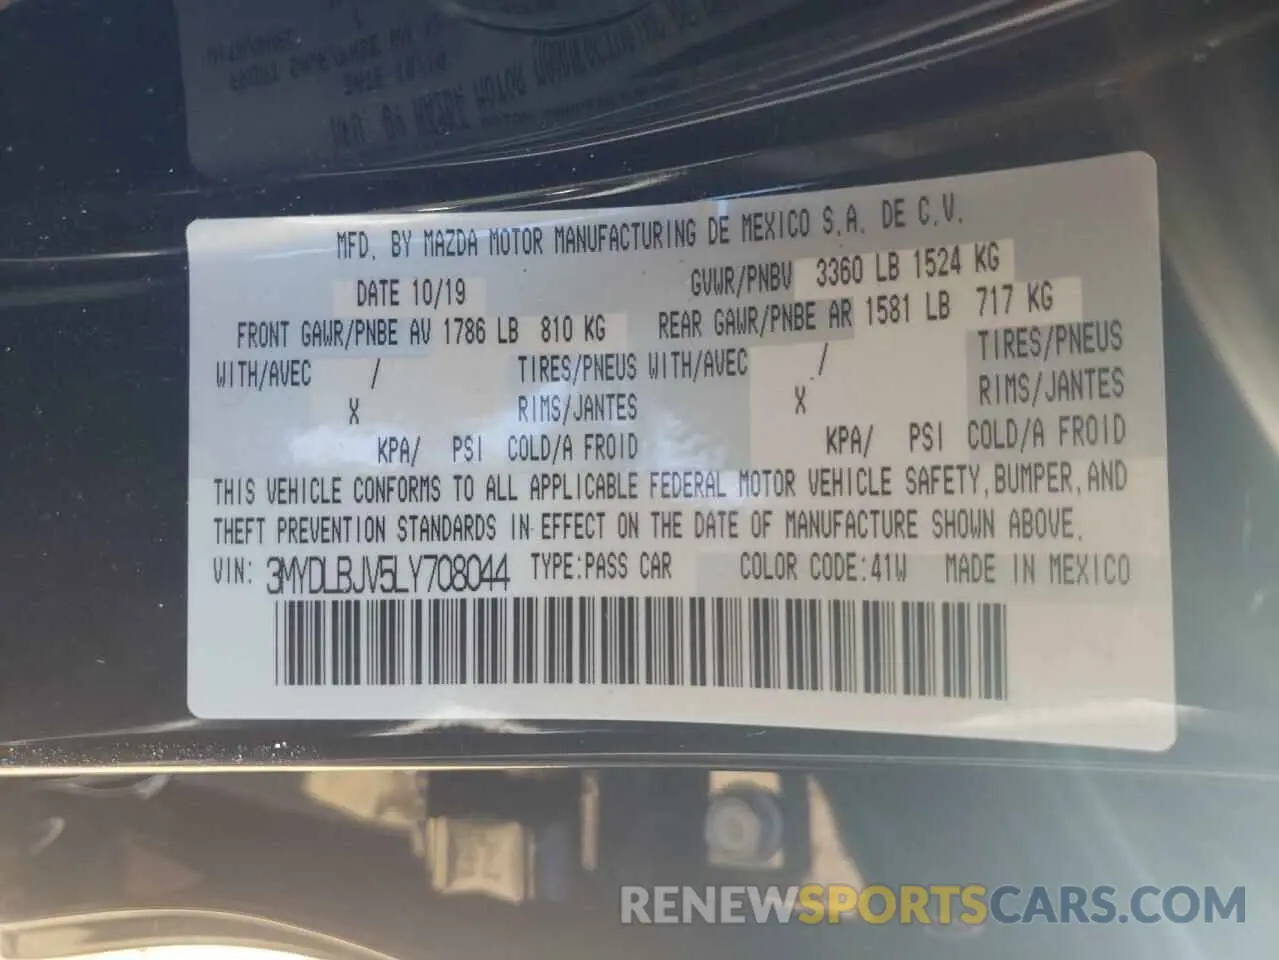 MFD. BY MAZDA MOTOR MANUFACTURING DE MEXICO S.A. DE C.V.
DATE 10/19 GVWR/PNBV 3360 LB 1524 KG
FRONT GAWR/PNBE AV 1786 LB 810 KG REAR GAWR/PNBE AR 1581 LB 717 KG
WITH/AVEC / TIRES/PNEUS WITH/AVEC / TIRES/PNEUS
X RIMS/JANTES X RIMS/JANTES
KPA/ PSI COLD/A FROID KPA/ PSI COLD/A FROID
THIS VEHICLE CONFORMS TO ALL APPLICABLE FEDERAL MOTOR VEHICLE SAFETY, BUMPER, AND
THEFT PREVENTION STANDARDS IN EFFECT ON THE DATE OF MANUFACTURE SHOWN ABOVE.
VIN: 3MYDLBJV5LY708044 TYPE:PASS CAR COLOR CODE:41W MADE IN MEXICO
RENEWSPORTSCARS.COM